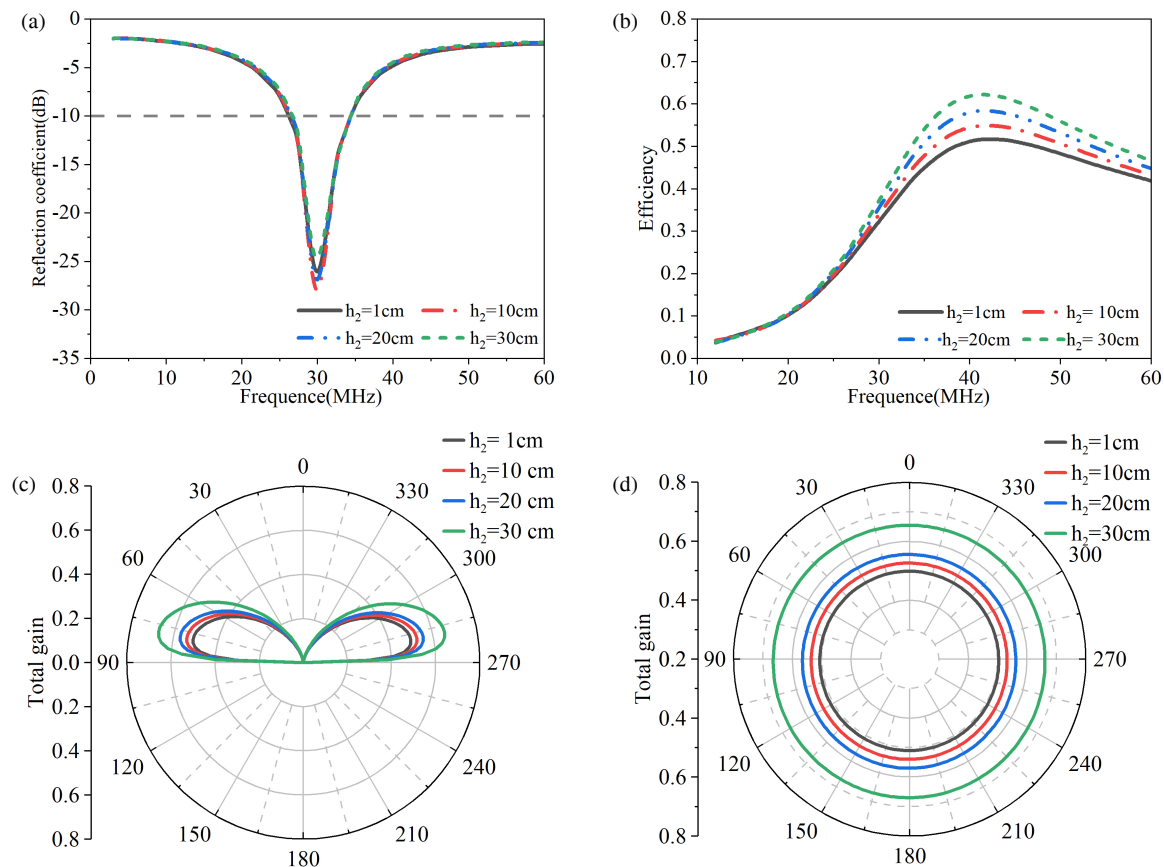 (a)
0
-5
-10
-15
-20
-25
-30
-35
Reflection coefficient(dB)
h2=1cm
h2=10cm
h2=20cm
h2=30cm
0
10
20
30
40
50
60
Frequence(MHz)
(b)
0.8
0.7
0.6
0.5
0.4
0.3
0.2
0.1
0.0
Efficiency
h2=1cm
h2= 10cm
h2=20cm
h2= 30cm
10
20
30
40
50
60
Frequence(MHz)
(c)
h2= 1cm
h2=10 cm
h2=20 cm
h2=30 cm
0.8
0.6
0.4
0.2
0.0
0.2
0.4
0.6
0.8
Total gain
0
30
60
90
120
150
180
210
240
270
300
330
(d)
h2=1cm
h2=10cm
h2=20cm
h2=30cm
0.8
0.6
0.4
0.2
0.4
0.6
0.8
Total gain
0
30
60
90
120
150
180
210
240
270
300
330